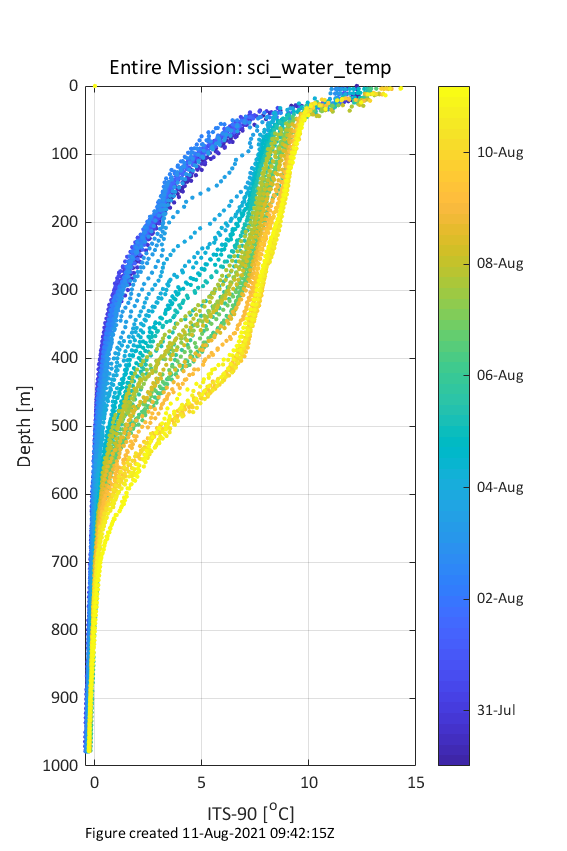 Entire Mission: sci_water_temp
0
100
200
300
400
500
600
700
800
900
1000
Depth [m]
0
5
10
15
ITS-90 [°C]
10-Aug
08-Aug
06-Aug
04-Aug
02-Aug
31-Jul
Figure created 11-Aug-2021 09:42:15Z